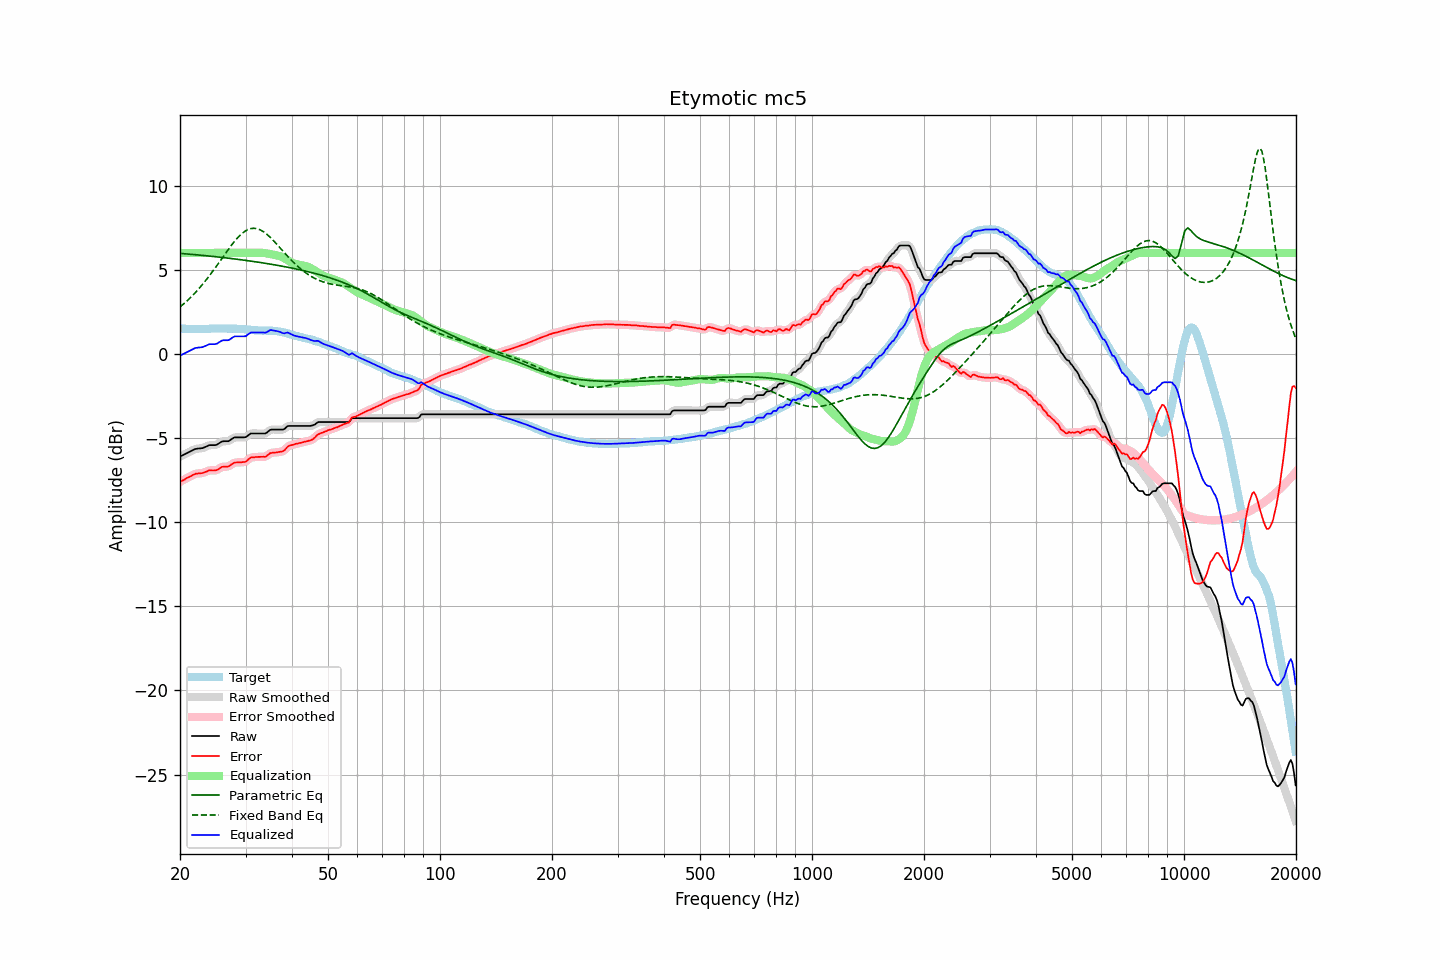 Etymotic mc5
Amplitude (dBr)
10
5
0
−5
−10
−15
−20
−25
Target
Raw Smoothed
Error Smoothed
Raw
Error
Equalization
Parametric Eq
Fixed Band Eq
Equalized
20 50 100 200 500 1000 2000 5000 10000 20000
Frequency (Hz)